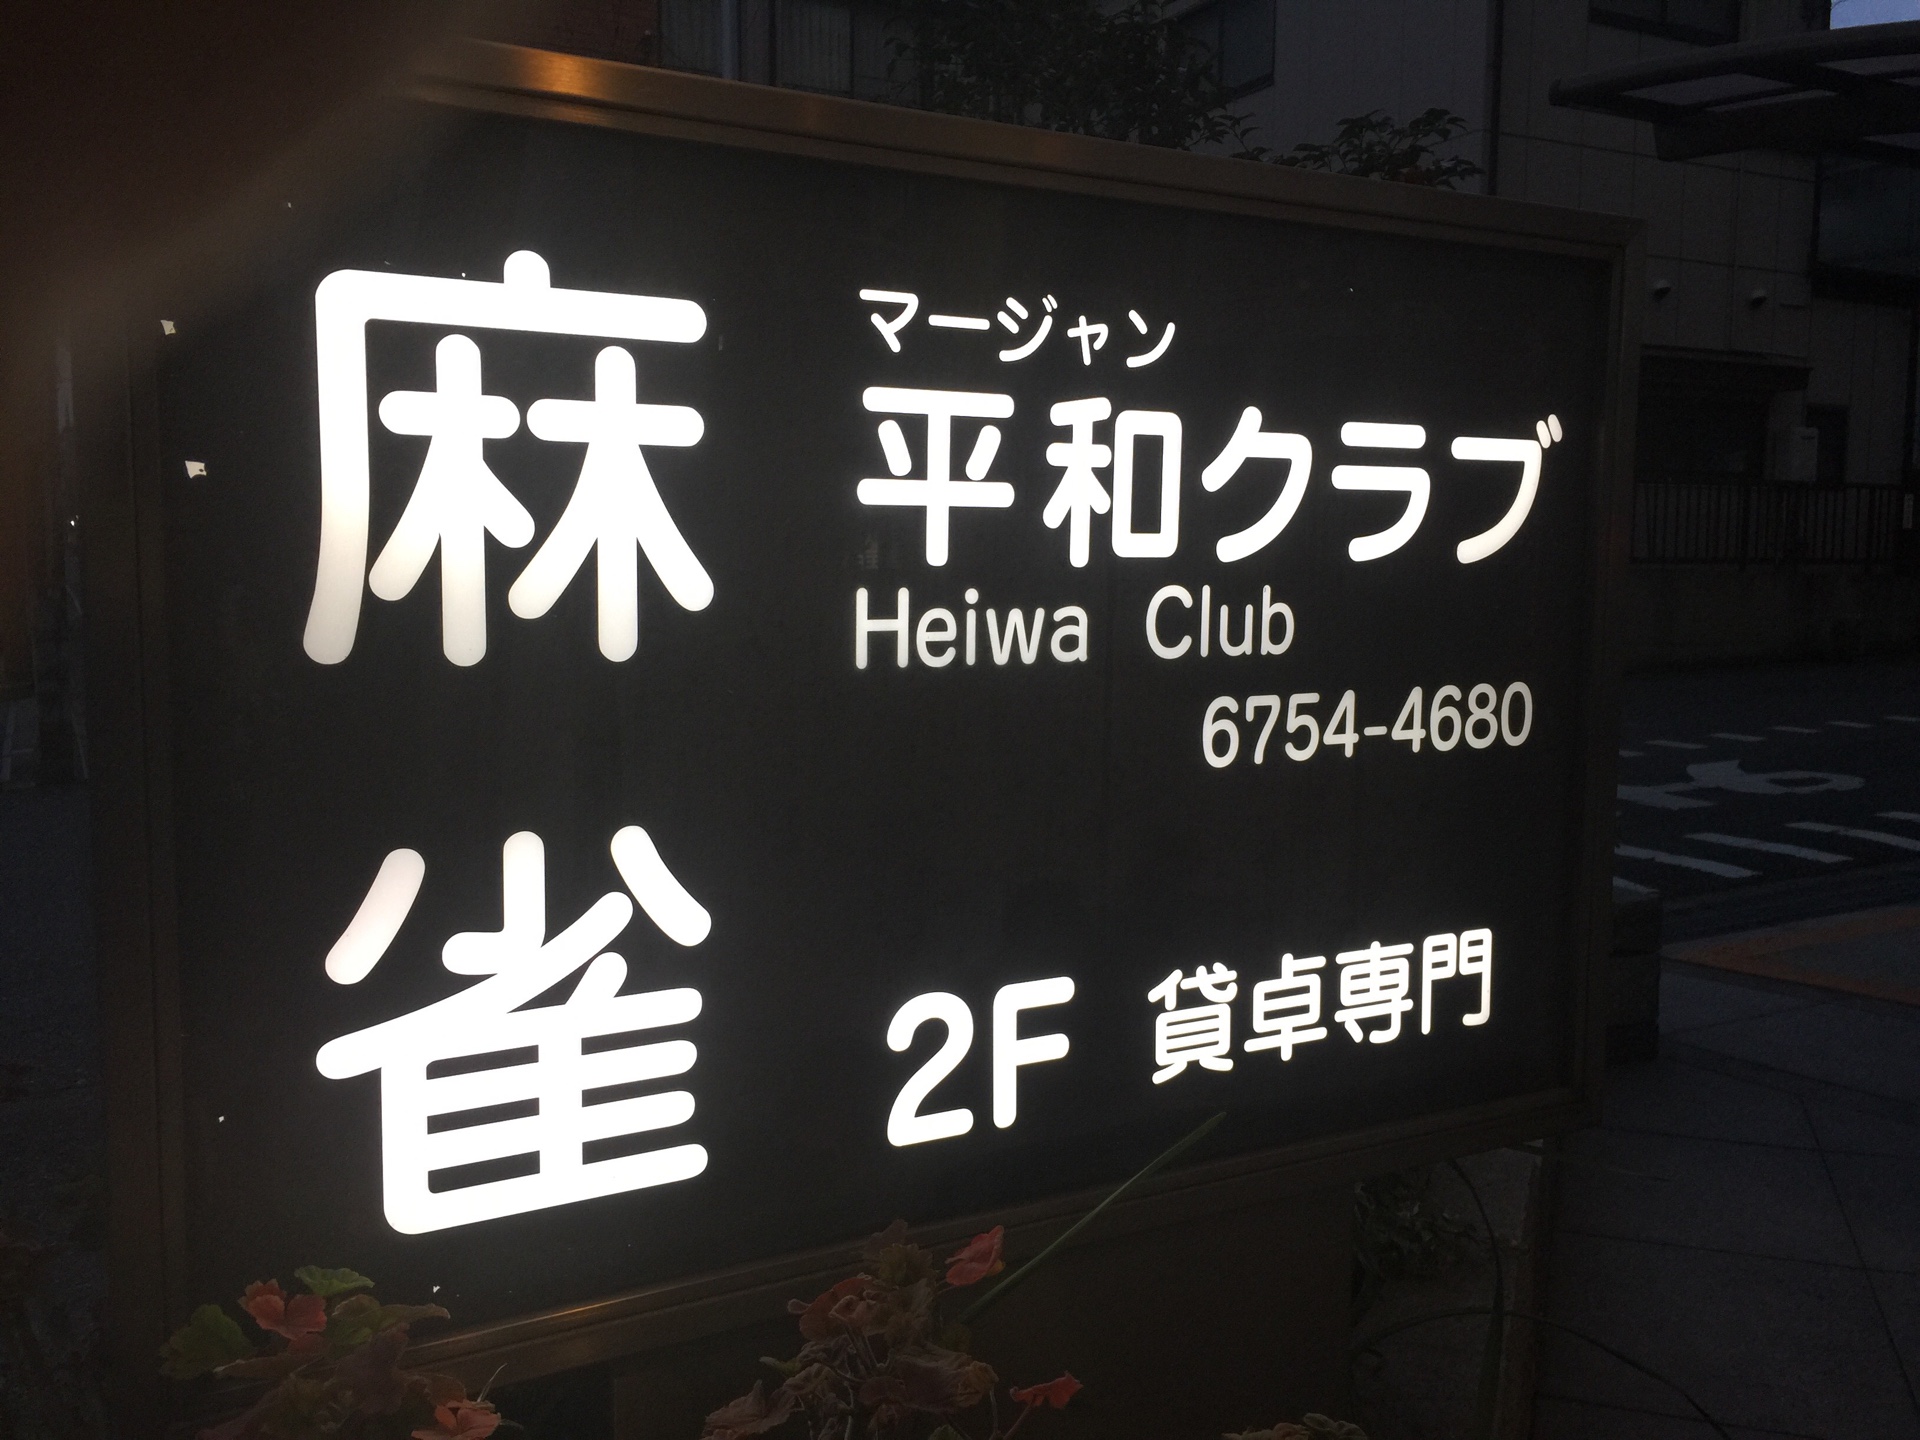 麻雀
マージャン
平和クラブ
Heiwa Club
6754-4680
2F 貸卓専門